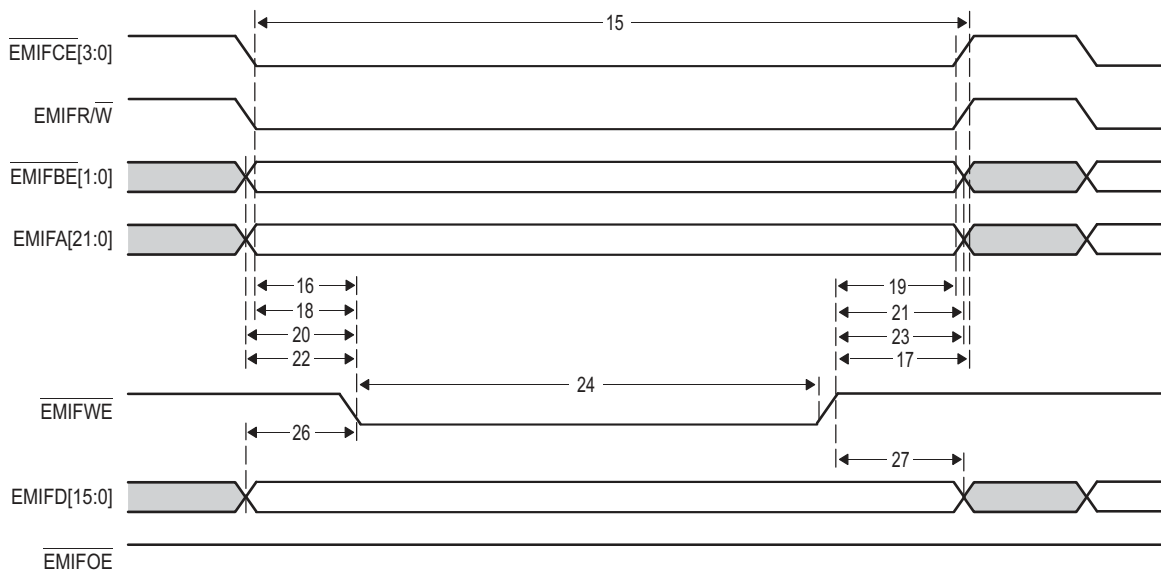 15
EMIFCE[3:0]
EMIFR/W
EMIFBE[1:0]
EMIFA[21:0]
16 19
18 21
20 23
22 17
24
EMIFWE
26
27
EMIFD[15:0]
EMIFOE